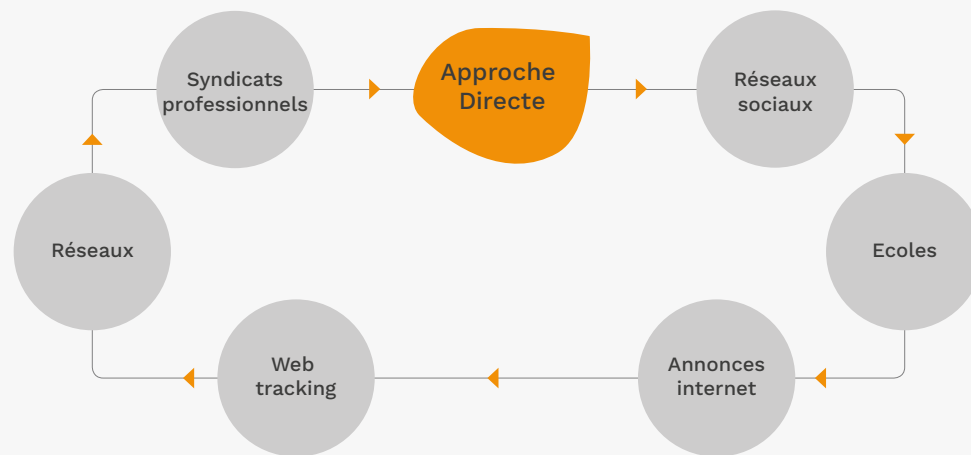 Syndicats
professionnels
Approche
Directe
Réseaux
sociaux
Ecoles
Annonces
internet
Web
tracking
Réseaux